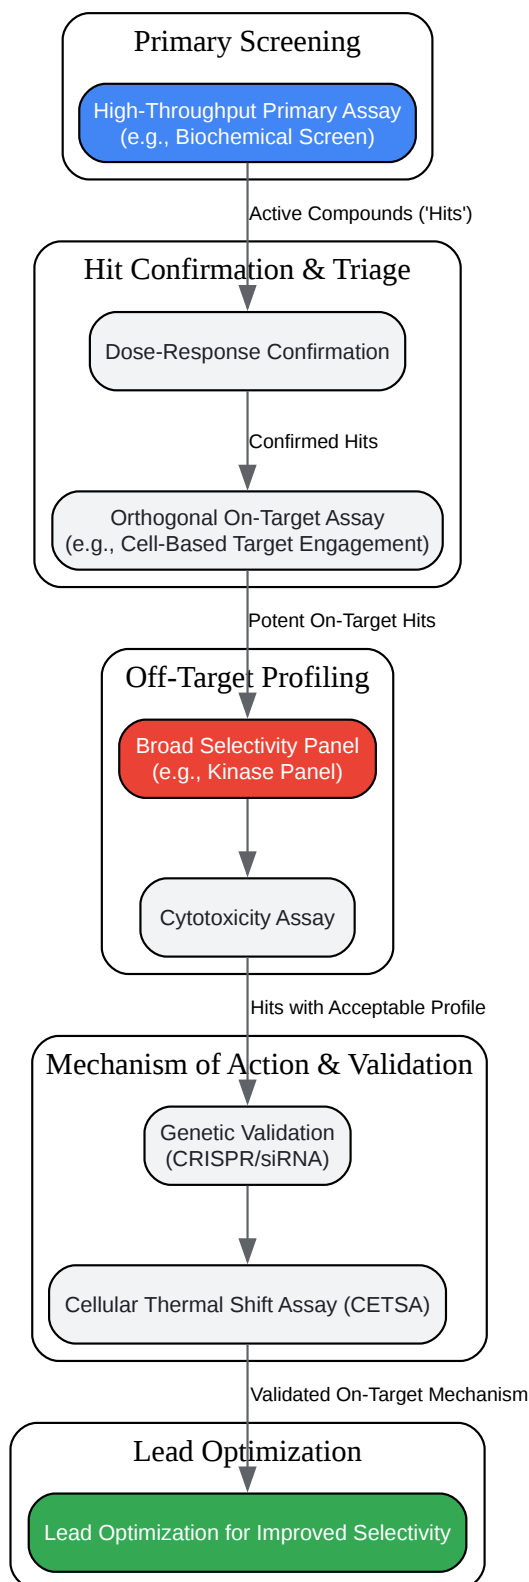 Primary Screening
High-Throughput Primary Assay
(e.g., Biochemical Screen)
Active Compounds ('Hits')
Hit Confirmation & Triage
Dose-Response Confirmation
Confirmed Hits
Orthogonal On-Target Assay
(e.g., Cell-Based Target Engagement)
Potent On-Target Hits
Off-Target Profiling
Broad Selectivity Panel
(e.g., Kinase Panel)
Cytotoxicity Assay
Hits with Acceptable Profile
Mechanism of Action & Validation
Genetic Validation
(CRISPR/siRNA)
Cellular Thermal Shift Assay (CETSA)
Validated On-Target Mechanism
Lead Optimization
Lead Optimization for Improved Selectivity